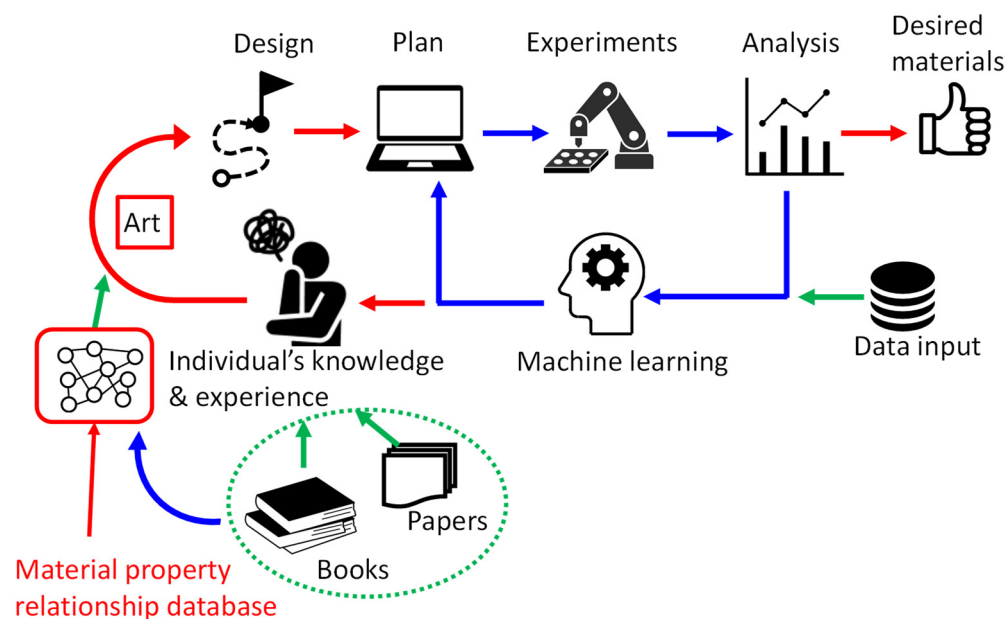 Design
Plan
Experiments
Analysis
Desired
materials
Art
Individual's knowledge
& experience
Machine learning
Data input
Papers
Books
Material property
relationship database